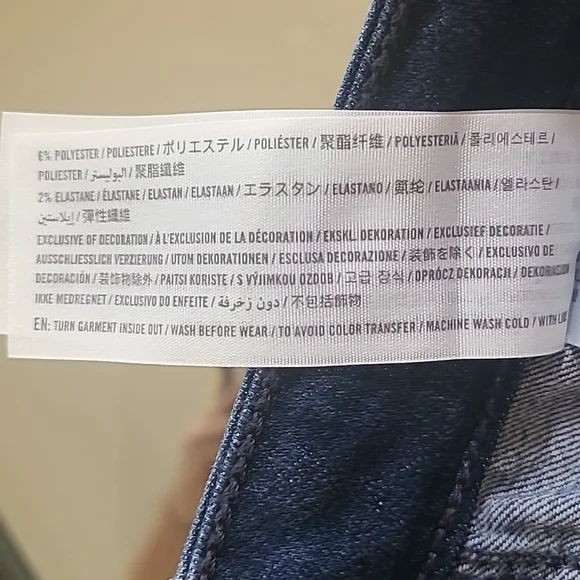 6% POLYESTER / POLIESTERE / ポリエステル / POLIÉSTER / 聚酯纤维 / POLYESTERIÄ / 폴리에스테르 /
POLIESTER / البوليستر / 聚脂纖維
2% ELASTANE / ÉLASTANE / ELASTAN / ELASTAAN / エラスタン / ELASTANO / 氨纶 / ELASTAANIA / 엘라스탄 /
إيلاستين / 彈性纖維
EXCLUSIVE OF DECORATION / À L'EXCLUSION DE LA DÉCORATION / EKSKL. DEKORATION / EXCLUSIEF DECORATIE /
AUSSCHLIESSLICH VERZIERUNG / UTOM DEKORATIONEN / ESCLUSA DECORAZIONE / 装飾を除く / EXCLUSIVO DE
DECORACIÓN / 装饰物除外 / PAITSI KORISTE / S VÝJIMKOU OZDOB / 고급 장식 / OPRÓCZ DEKORACJI / DEKORASJON
IKKE MEDREGNET / EXCLUSIVO DO ENFEITE / دون زخرفة / 不包括飾物
EN: TURN GARMENT INSIDE OUT / WASH BEFORE WEAR / TO AVOID COLOR TRANSFER / MACHINE WASH COLD / WITH LIKE